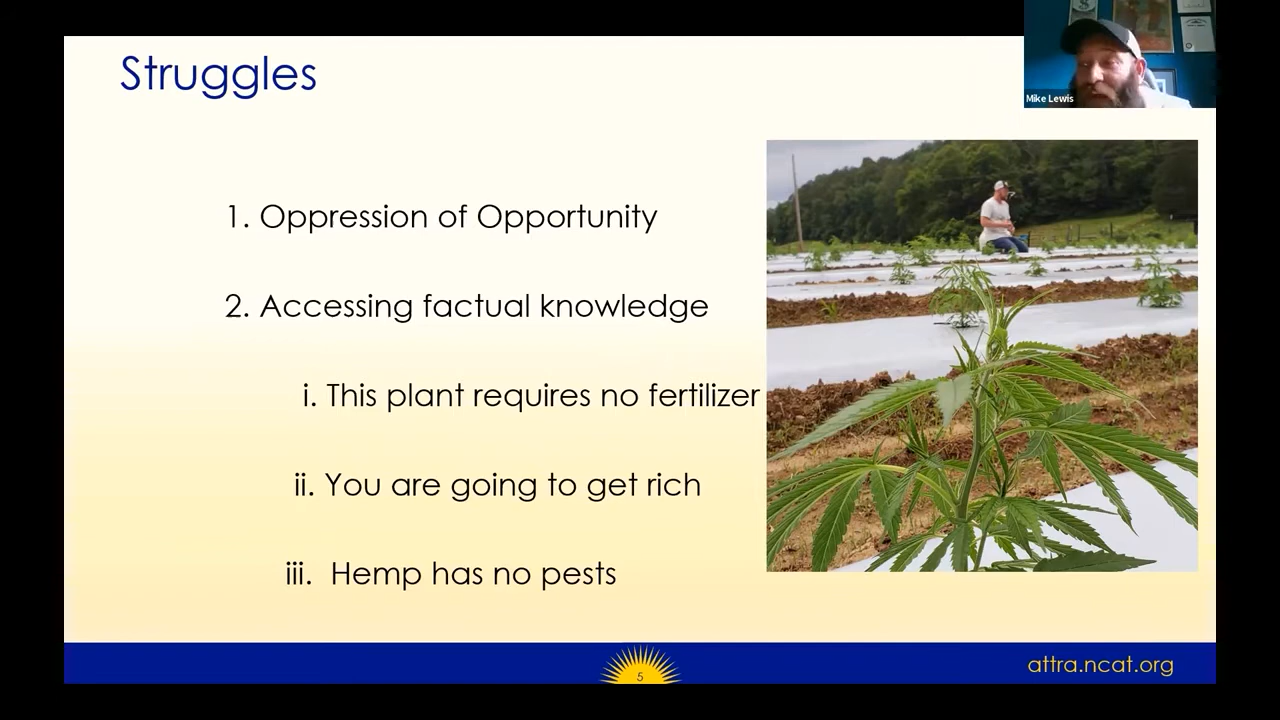 Struggles
Mike Lewis
1. Oppression of Opportunity
2. Accessing factual knowledge
i. This plant requires no fertilizer
ii. You are going to get rich
iii. Hemp has no pests
5
attra.ncat.org